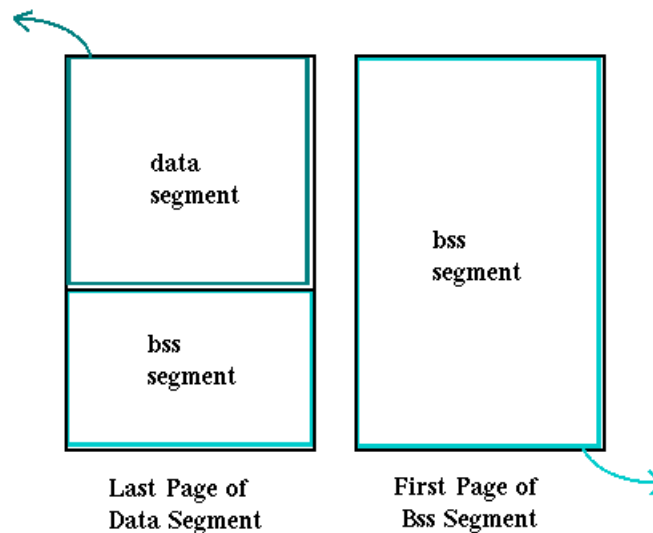 data
segment
bss
segment
bss
segment
Last Page of
Data Segment
First Page of
Bss Segment